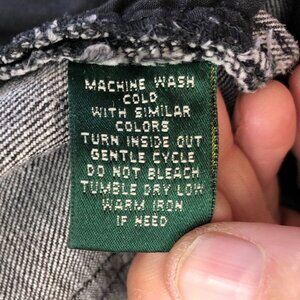 MACHINE WASH
COLD
WITH SIMILAR
COLORS
TURN INSIDE OUT
GENTLE CYCLE
DO NOT BLEACH
TUMBLE DRY LOW
WARM IRON
IF NEED